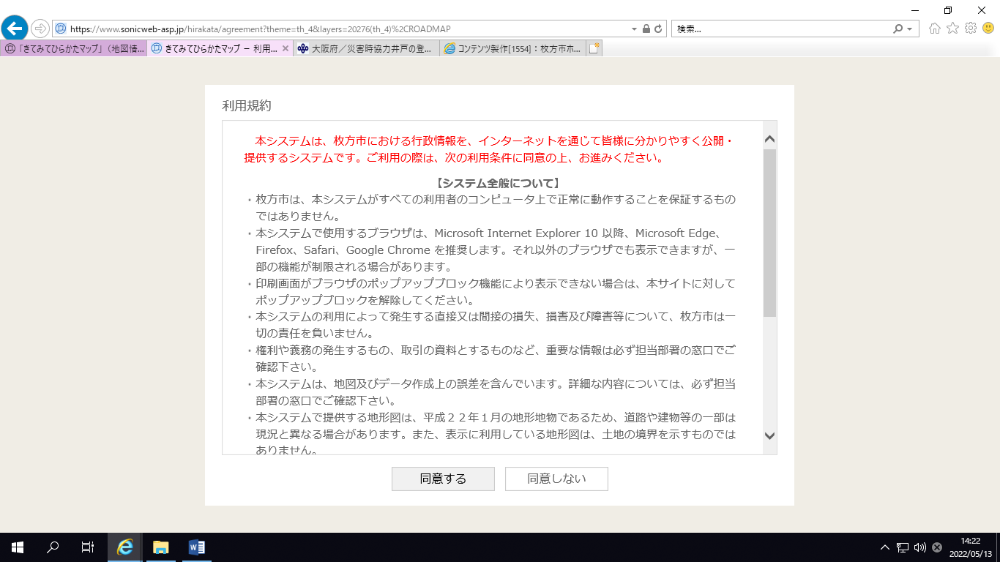 https://www.sonicweb-asp.jp/hirakata/agreement?theme=th_4&layers=20276(th_4)%2CROADMAP
検索...
「きてみてひらかたマップ」（地図情...
きてみてひらかたマップ － 利用...
大阪府／災害時協力井戸の登...
コンテンツ製作[1554]：枚方市ホ...
利用規約
本システムは、枚方市における行政情報を、インターネットを通じて皆様に分かりやすく公開・
提供するシステムです。ご利用の際は、次の利用条件に同意の上、お進みください。
【システム全般について】
・枚方市は、本システムがすべての利用者のコンピュータ上で正常に動作することを保証するもの
ではありません。
・本システムで使用するブラウザは、Microsoft Internet Explorer 10 以降、Microsoft Edge、
Firefox、Safari、Google Chrome を推奨します。それ以外のブラウザでも表示できますが、一
部の機能が制限される場合があります。
・印刷画面がブラウザのポップアップブロック機能により表示できない場合は、本サイトに対して
ポップアップブロックを解除してください。
・本システムの利用によって発生する直接又は間接の損失、損害及び障害等について、枚方市は一
切の責任を負いません。
・権利や義務の発生するもの、取引の資料とするものなど、重要な情報は必ず担当部署の窓口でご
確認下さい。
・本システムは、地図及びデータ作成上の誤差を含んでいます。詳細な内容については、必ず担当
部署の窓口でご確認下さい。
・本システムで提供する地形図は、平成２２年１月の地形地物であるため、道路や建物等の一部は
現況と異なる場合があります。また、表示に利用している地形図は、土地の境界を示すものでは
ありません。
同意する
同意しない
14:22
2022/05/13